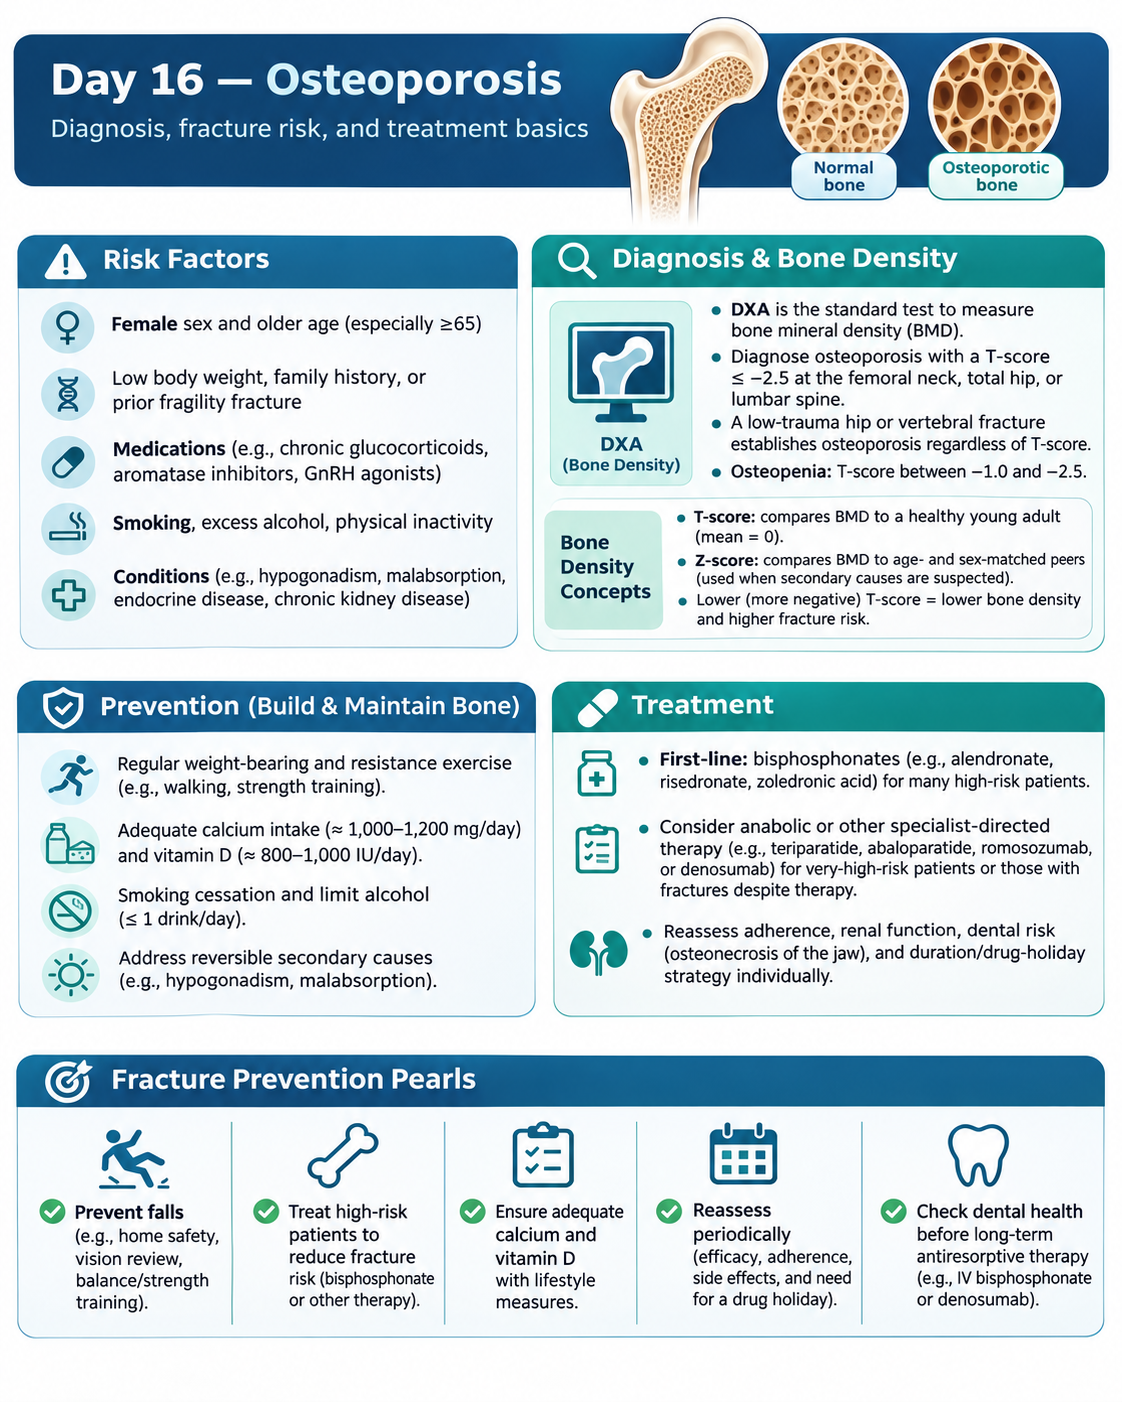 Day 16 — Osteoporosis
Diagnosis, fracture risk, and treatment basics
Normal
bone
Osteoporotic
bone
Risk Factors
Female sex and older age (especially ≥65)
Low body weight, family history, or
prior fragility fracture
Medications (e.g., chronic glucocorticoids,
aromatase inhibitors, GnRH agonists)
Smoking, excess alcohol, physical inactivity
Conditions (e.g., hypogonadism, malabsorption,
endocrine disease, chronic kidney disease)
Diagnosis & Bone Density
DXA
(Bone Density)
• DXA is the standard test to measure
bone mineral density (BMD).
• Diagnose osteoporosis with a T-score
≤ −2.5 at the femoral neck, total hip, or
lumbar spine.
• A low-trauma hip or vertebral fracture
establishes osteoporosis regardless of T-score.
• Osteopenia: T-score between −1.0 and −2.5.
Bone
Density
Concepts
• T-score: compares BMD to a healthy young adult
(mean = 0).
• Z-score: compares BMD to age- and sex-matched peers
(used when secondary causes are suspected).
• Lower (more negative) T-score = lower bone density
and higher fracture risk.
Prevention (Build & Maintain Bone)
Regular weight-bearing and resistance exercise
(e.g., walking, strength training).
Adequate calcium intake (≈ 1,000–1,200 mg/day)
and vitamin D (≈ 800–1,000 IU/day).
Smoking cessation and limit alcohol
(≤ 1 drink/day).
Address reversible secondary causes
(e.g., hypogonadism, malabsorption).
Treatment
• First-line: bisphosphonates (e.g., alendronate,
risedronate, zoledronic acid) for many high-risk patients.
• Consider anabolic or other specialist-directed
therapy (e.g., teriparatide, abaloparatide, romosozumab,
or denosumab) for very-high-risk patients or those with
fractures despite therapy.
• Reassess adherence, renal function, dental risk
(osteonecrosis of the jaw), and duration/drug-holiday
strategy individually.
Fracture Prevention Pearls
Prevent falls
(e.g., home safety,
vision review,
balance/strength
training).
Treat high-risk
patients to
reduce fracture
risk (bisphosphonate
or other therapy).
Ensure adequate
calcium and
vitamin D
with lifestyle
measures.
Reassess
periodically
(efficacy, adherence,
side effects, and need
for a drug holiday).
Check dental health
before long-term
antiresorptive therapy
(e.g., IV bisphosphonate
or denosumab).